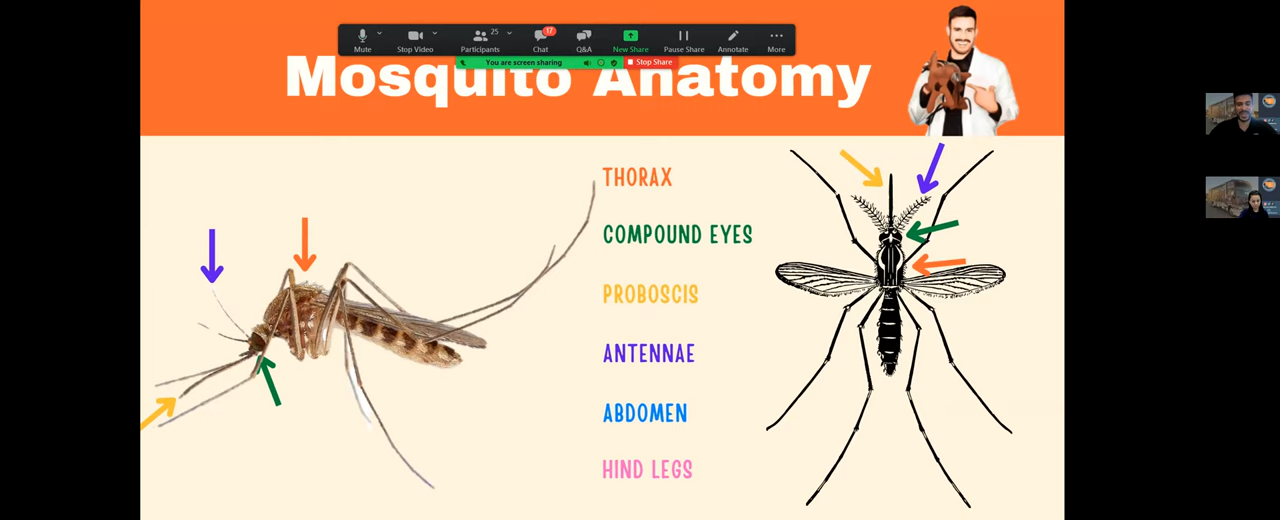 25
17
Mute
Stop Video
Participants
Chat
Q&A
New Share
Pause Share
Annotate
More
You are screen sharing
Stop Share
Mosquito Anatomy
THORAX
COMPOUND EYES
PROBOSCIS
ANTENNAE
ABDOMEN
HIND LEGS